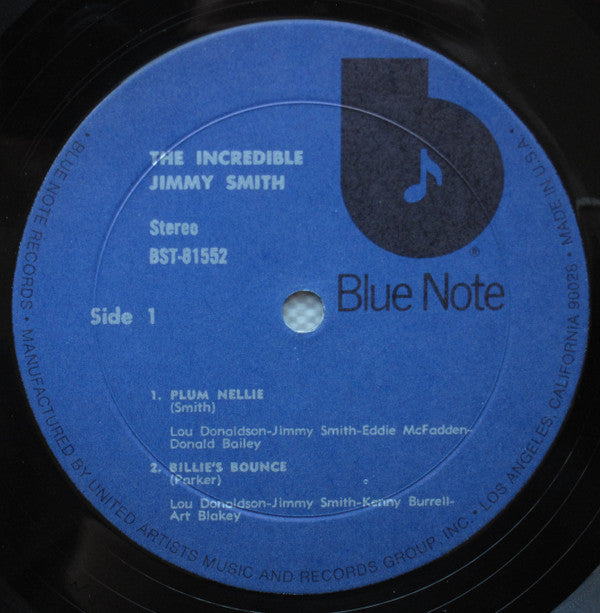 THE INCREDIBLE
JIMMY SMITH
Stereo
BST-81552
Side 1
®
Blue Note
1. PLUM NELLIE
(Smith)
Lou Donaldson-Jimmy Smith-Eddie McFadden-
Donald Bailey
2. BILLIE'S BOUNCE
(Parker)
Lou Donaldson-Jimmy Smith-Kenny Burrell-
Art Blakey
• BLUE NOTE RECORDS • MANUFACTURED BY UNITED ARTISTS MUSIC AND RECORDS GROUP, INC. • LOS ANGELES, CALIFORNIA 90028 • MADE IN U.S.A. •